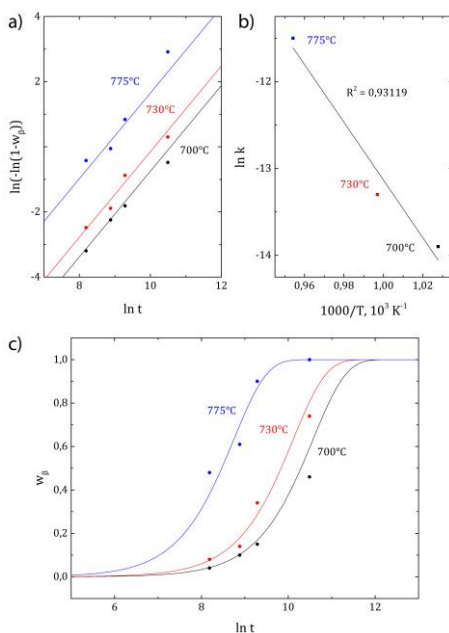 a)
4
2
-2
-4
ln(-ln(1-wβ))
775°C
730°C
700°C
8
10
12
ln t
b)
-12
-13
-14
ln k
775°C
R² = 0,93119
730°C
700°C
0,96
0,98
1,00
1,02
1000/T, 10³ K⁻¹
c)
1,0
0,8
0,6
0,4
0,2
0,0
wβ
775°C
730°C
700°C
6
8
10
12
ln t